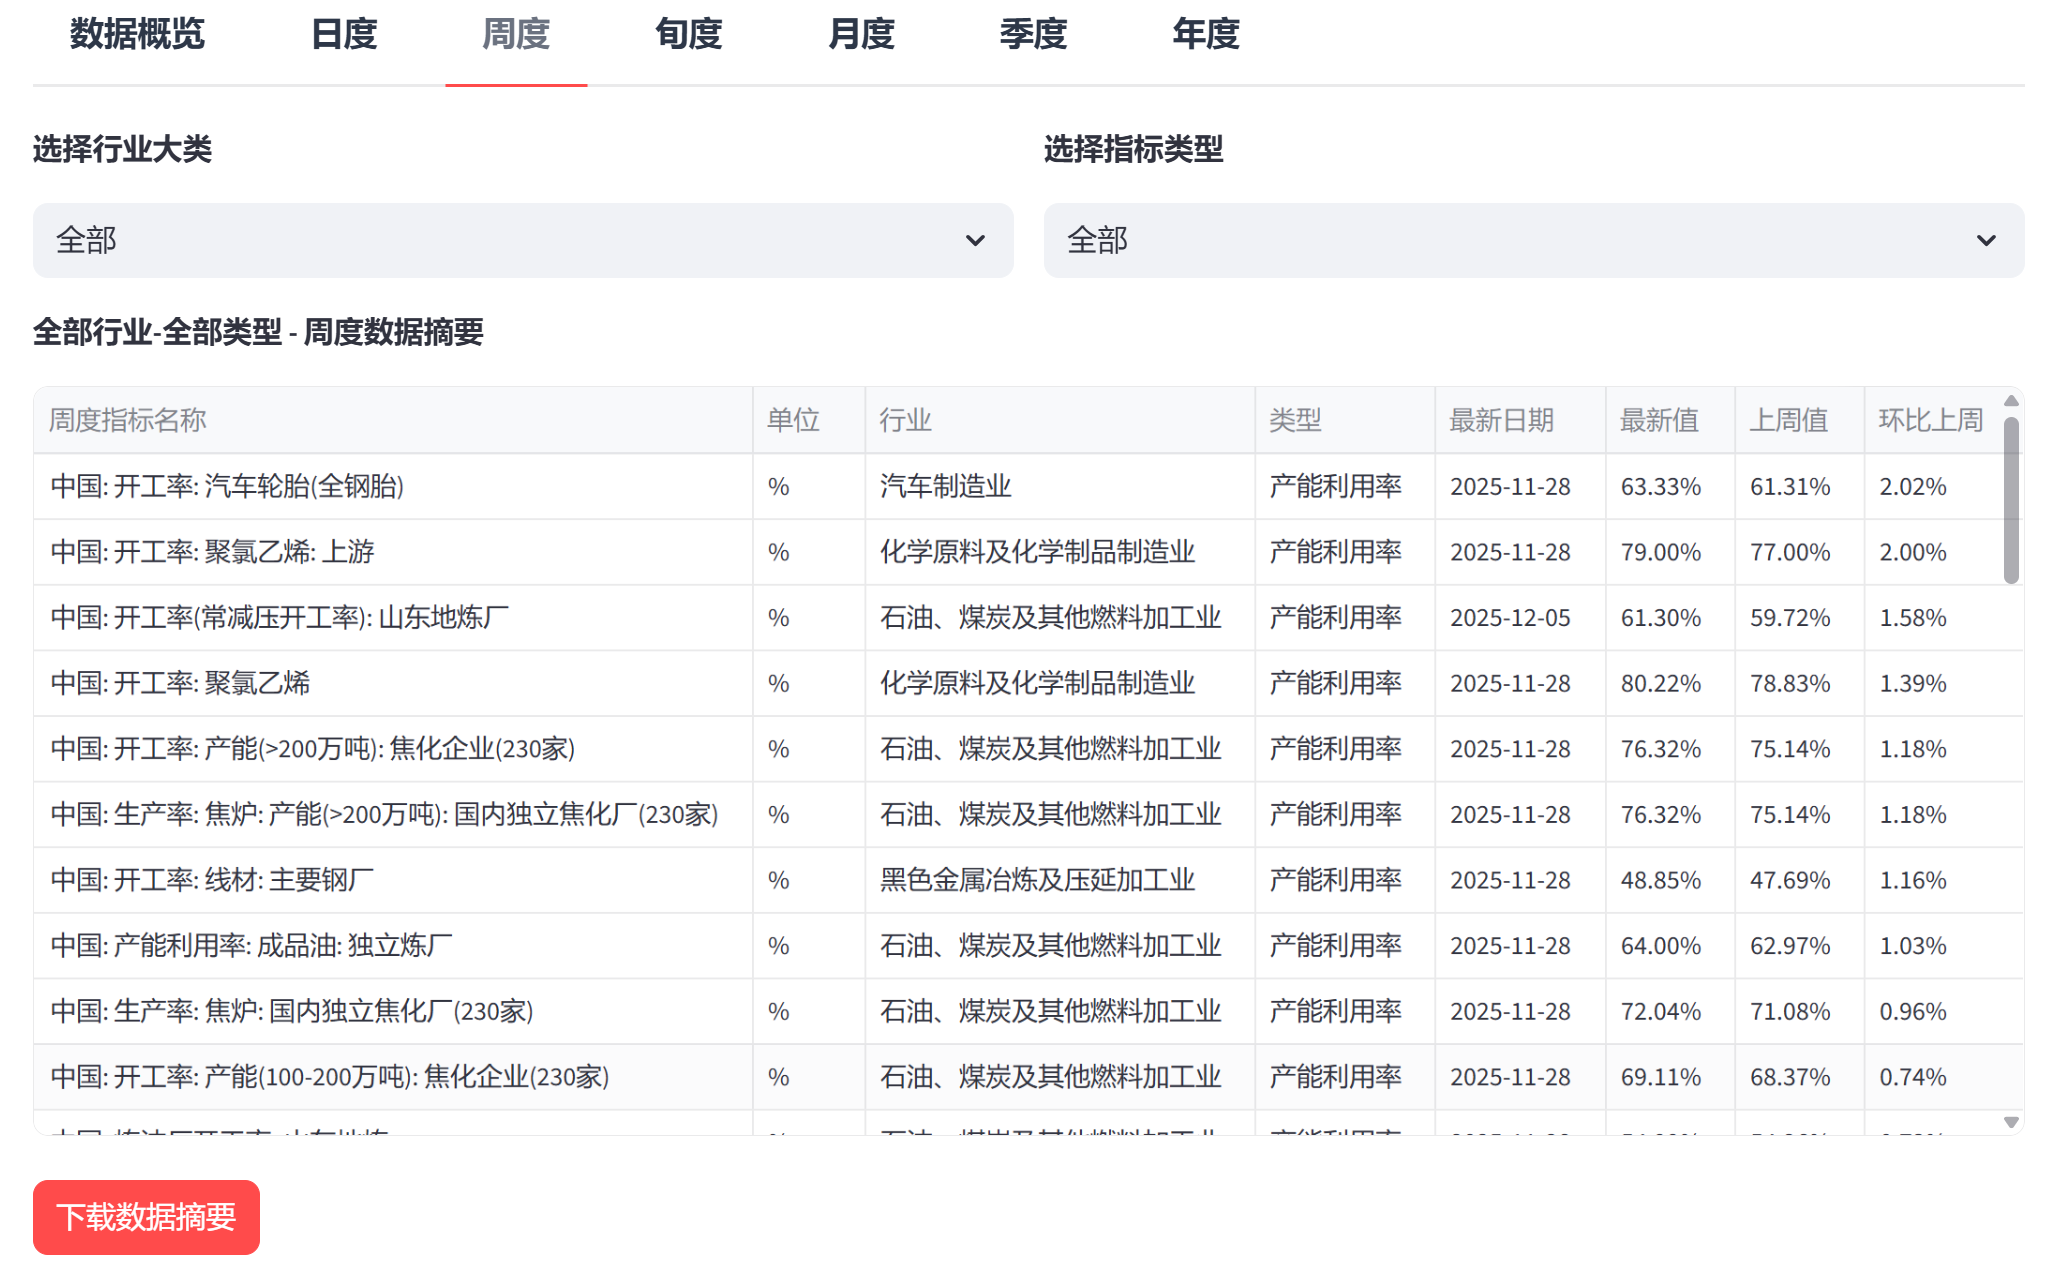 数据概览 日度 周度 旬度 月度 季度 年度
选择行业大类 选择指标类型
全部 全部
全部行业-全部类型 - 周度数据摘要
周度指标名称 单位 行业 类型 最新日期 最新值 上周值 环比上周
中国: 开工率: 汽车轮胎(全钢胎) % 汽车制造业 产能利用率 2025-11-28 63.33% 61.31% 2.02%
中国: 开工率: 聚氯乙烯: 上游 % 化学原料及化学制品制造业 产能利用率 2025-11-28 79.00% 77.00% 2.00%
中国: 开工率(常减压开工率): 山东地炼厂 % 石油、煤炭及其他燃料加工业 产能利用率 2025-12-05 61.30% 59.72% 1.58%
中国: 开工率: 聚氯乙烯 % 化学原料及化学制品制造业 产能利用率 2025-11-28 80.22% 78.83% 1.39%
中国: 开工率: 产能(>200万吨): 焦化企业(230家) % 石油、煤炭及其他燃料加工业 产能利用率 2025-11-28 76.32% 75.14% 1.18%
中国: 生产率: 焦炉: 产能(>200万吨): 国内独立焦化厂(230家) % 石油、煤炭及其他燃料加工业 产能利用率 2025-11-28 76.32% 75.14% 1.18%
中国: 开工率: 线材: 主要钢厂 % 黑色金属冶炼及压延加工业 产能利用率 2025-11-28 48.85% 47.69% 1.16%
中国: 产能利用率: 成品油: 独立炼厂 % 石油、煤炭及其他燃料加工业 产能利用率 2025-11-28 64.00% 62.97% 1.03%
中国: 生产率: 焦炉: 国内独立焦化厂(230家) % 石油、煤炭及其他燃料加工业 产能利用率 2025-11-28 72.04% 71.08% 0.96%
中国: 开工率: 产能(100-200万吨): 焦化企业(230家) % 石油、煤炭及其他燃料加工业 产能利用率 2025-11-28 69.11% 68.37% 0.74%
下载数据摘要